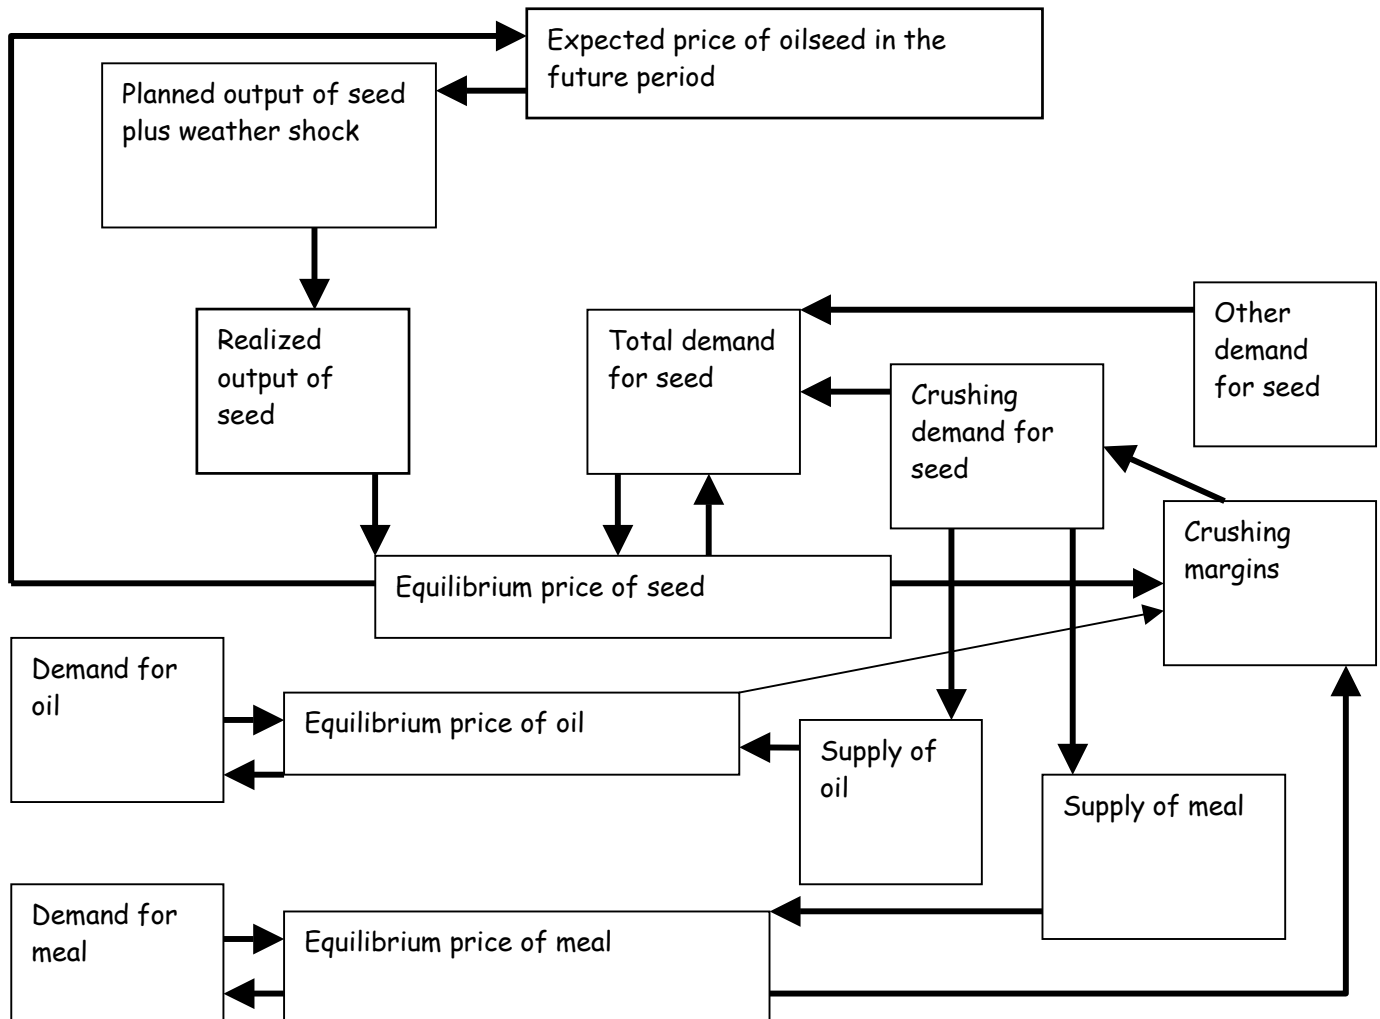 Expected price of oilseed in the
future period
Planned output of seed
plus weather shock
Realized
output of
seed
Total demand
for seed
Other
demand
for seed
Crushing
demand for
seed
Crushing
margins
Equilibrium price of seed
Demand for
oil
Equilibrium price of oil
Supply of
oil
Supply of meal
Demand for
meal
Equilibrium price of meal